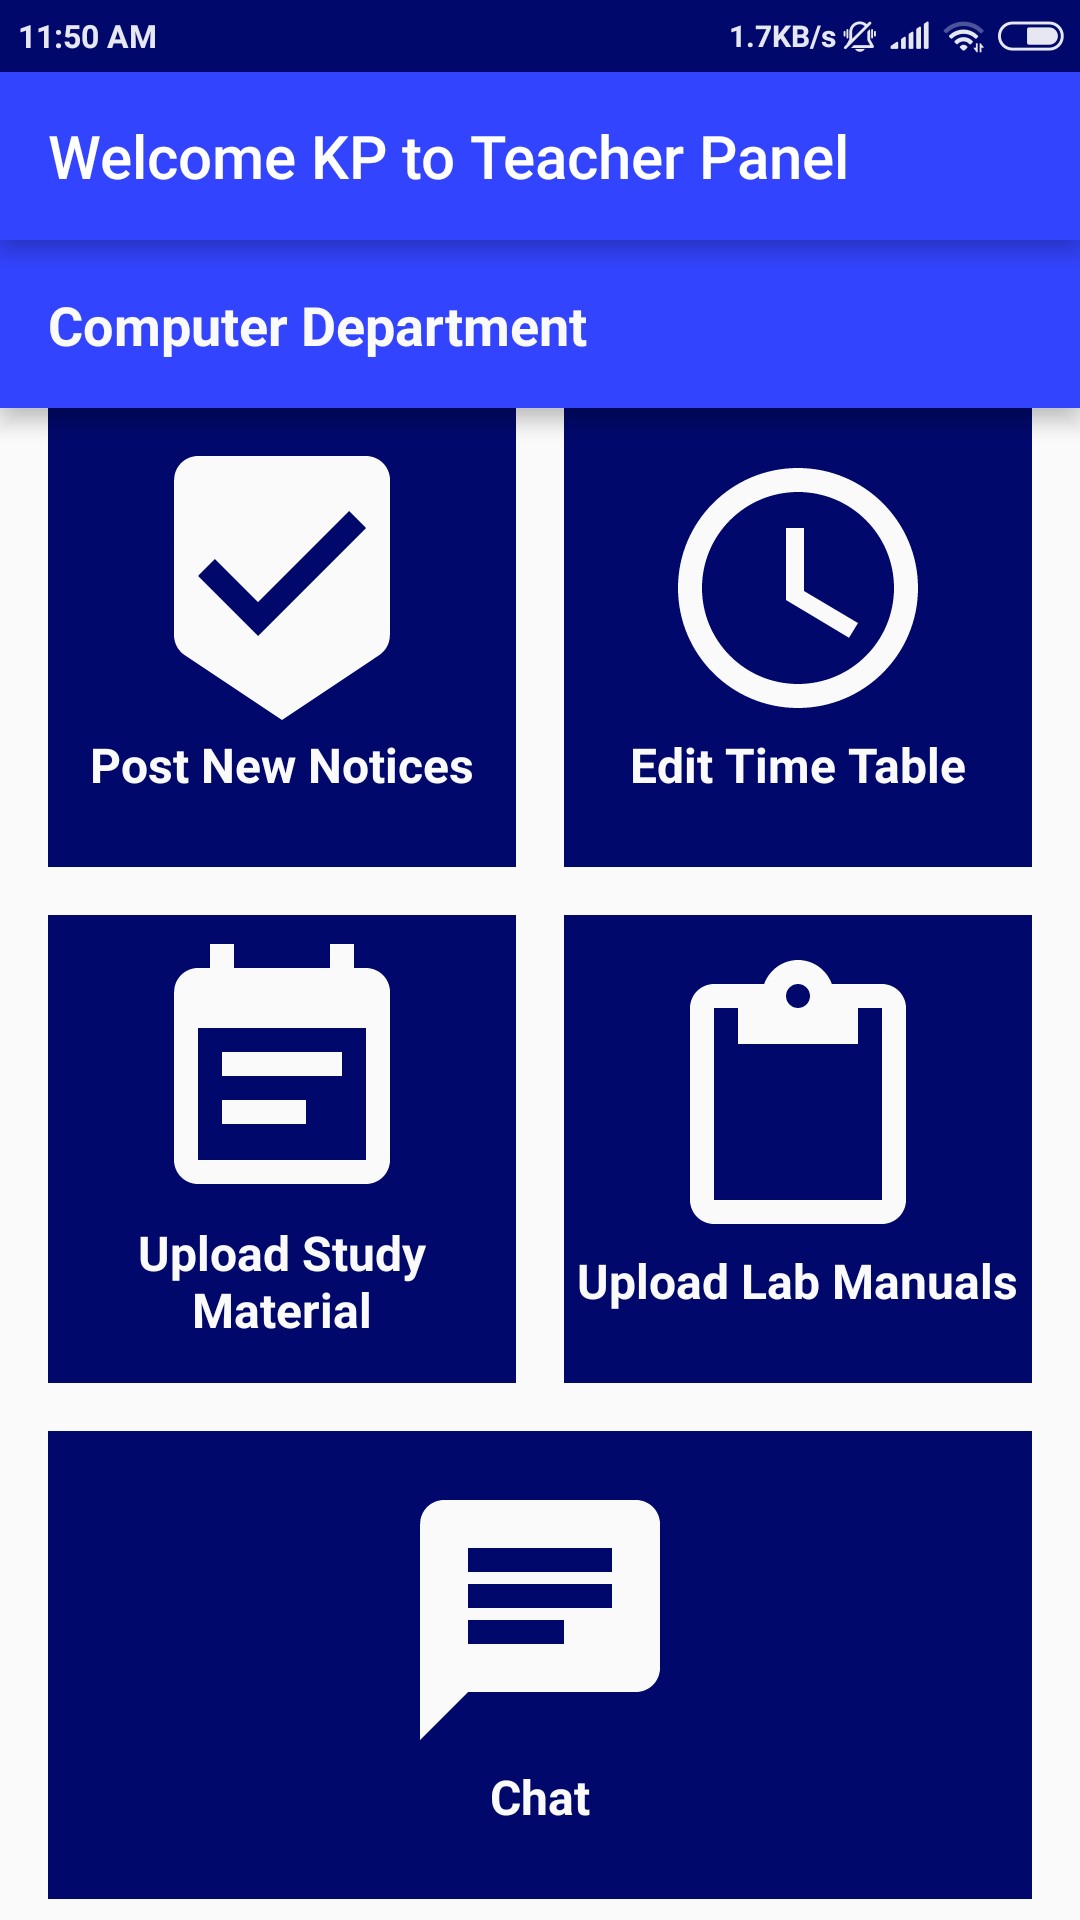 11:50 AM 1.7KB/s
Welcome KP to Teacher Panel
Computer Department
Post New Notices
Edit Time Table
Upload Study
Material
Upload Lab Manuals
Chat